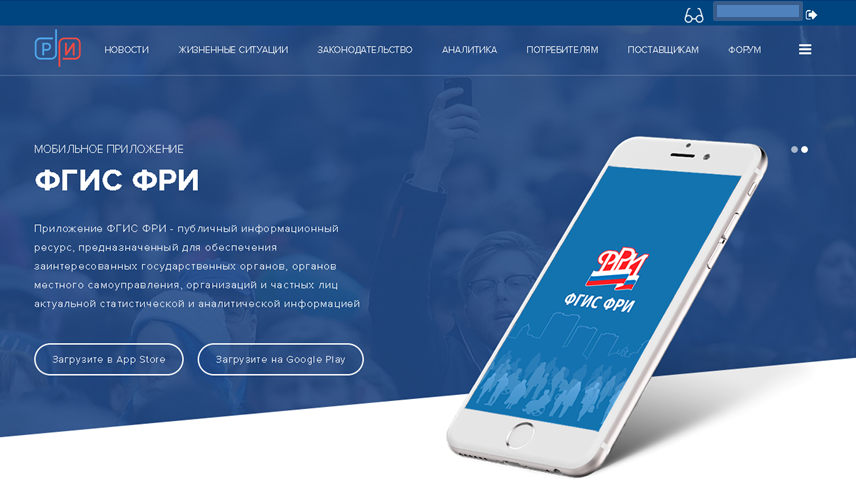 Р И
НОВОСТИ ЖИЗНЕННЫЕ СИТУАЦИИ ЗАКОНОДАТЕЛЬСТВО АНАЛИТИКА ПОТРЕБИТЕЛЯМ ПОСТАВЩИКАМ ФОРУМ
МОБИЛЬНОЕ ПРИЛОЖЕНИЕ
ФГИС ФРИ
Приложение ФГИС ФРИ - публичный информационный
ресурс, предназначенный для обеспечения
заинтересованных государственных органов, органов
местного самоуправления, организаций и частных лиц
актуальной статистической и аналитической информацией
Загрузите в App Store Загрузите на Google Play
ФРИ
ФГИС ФРИ